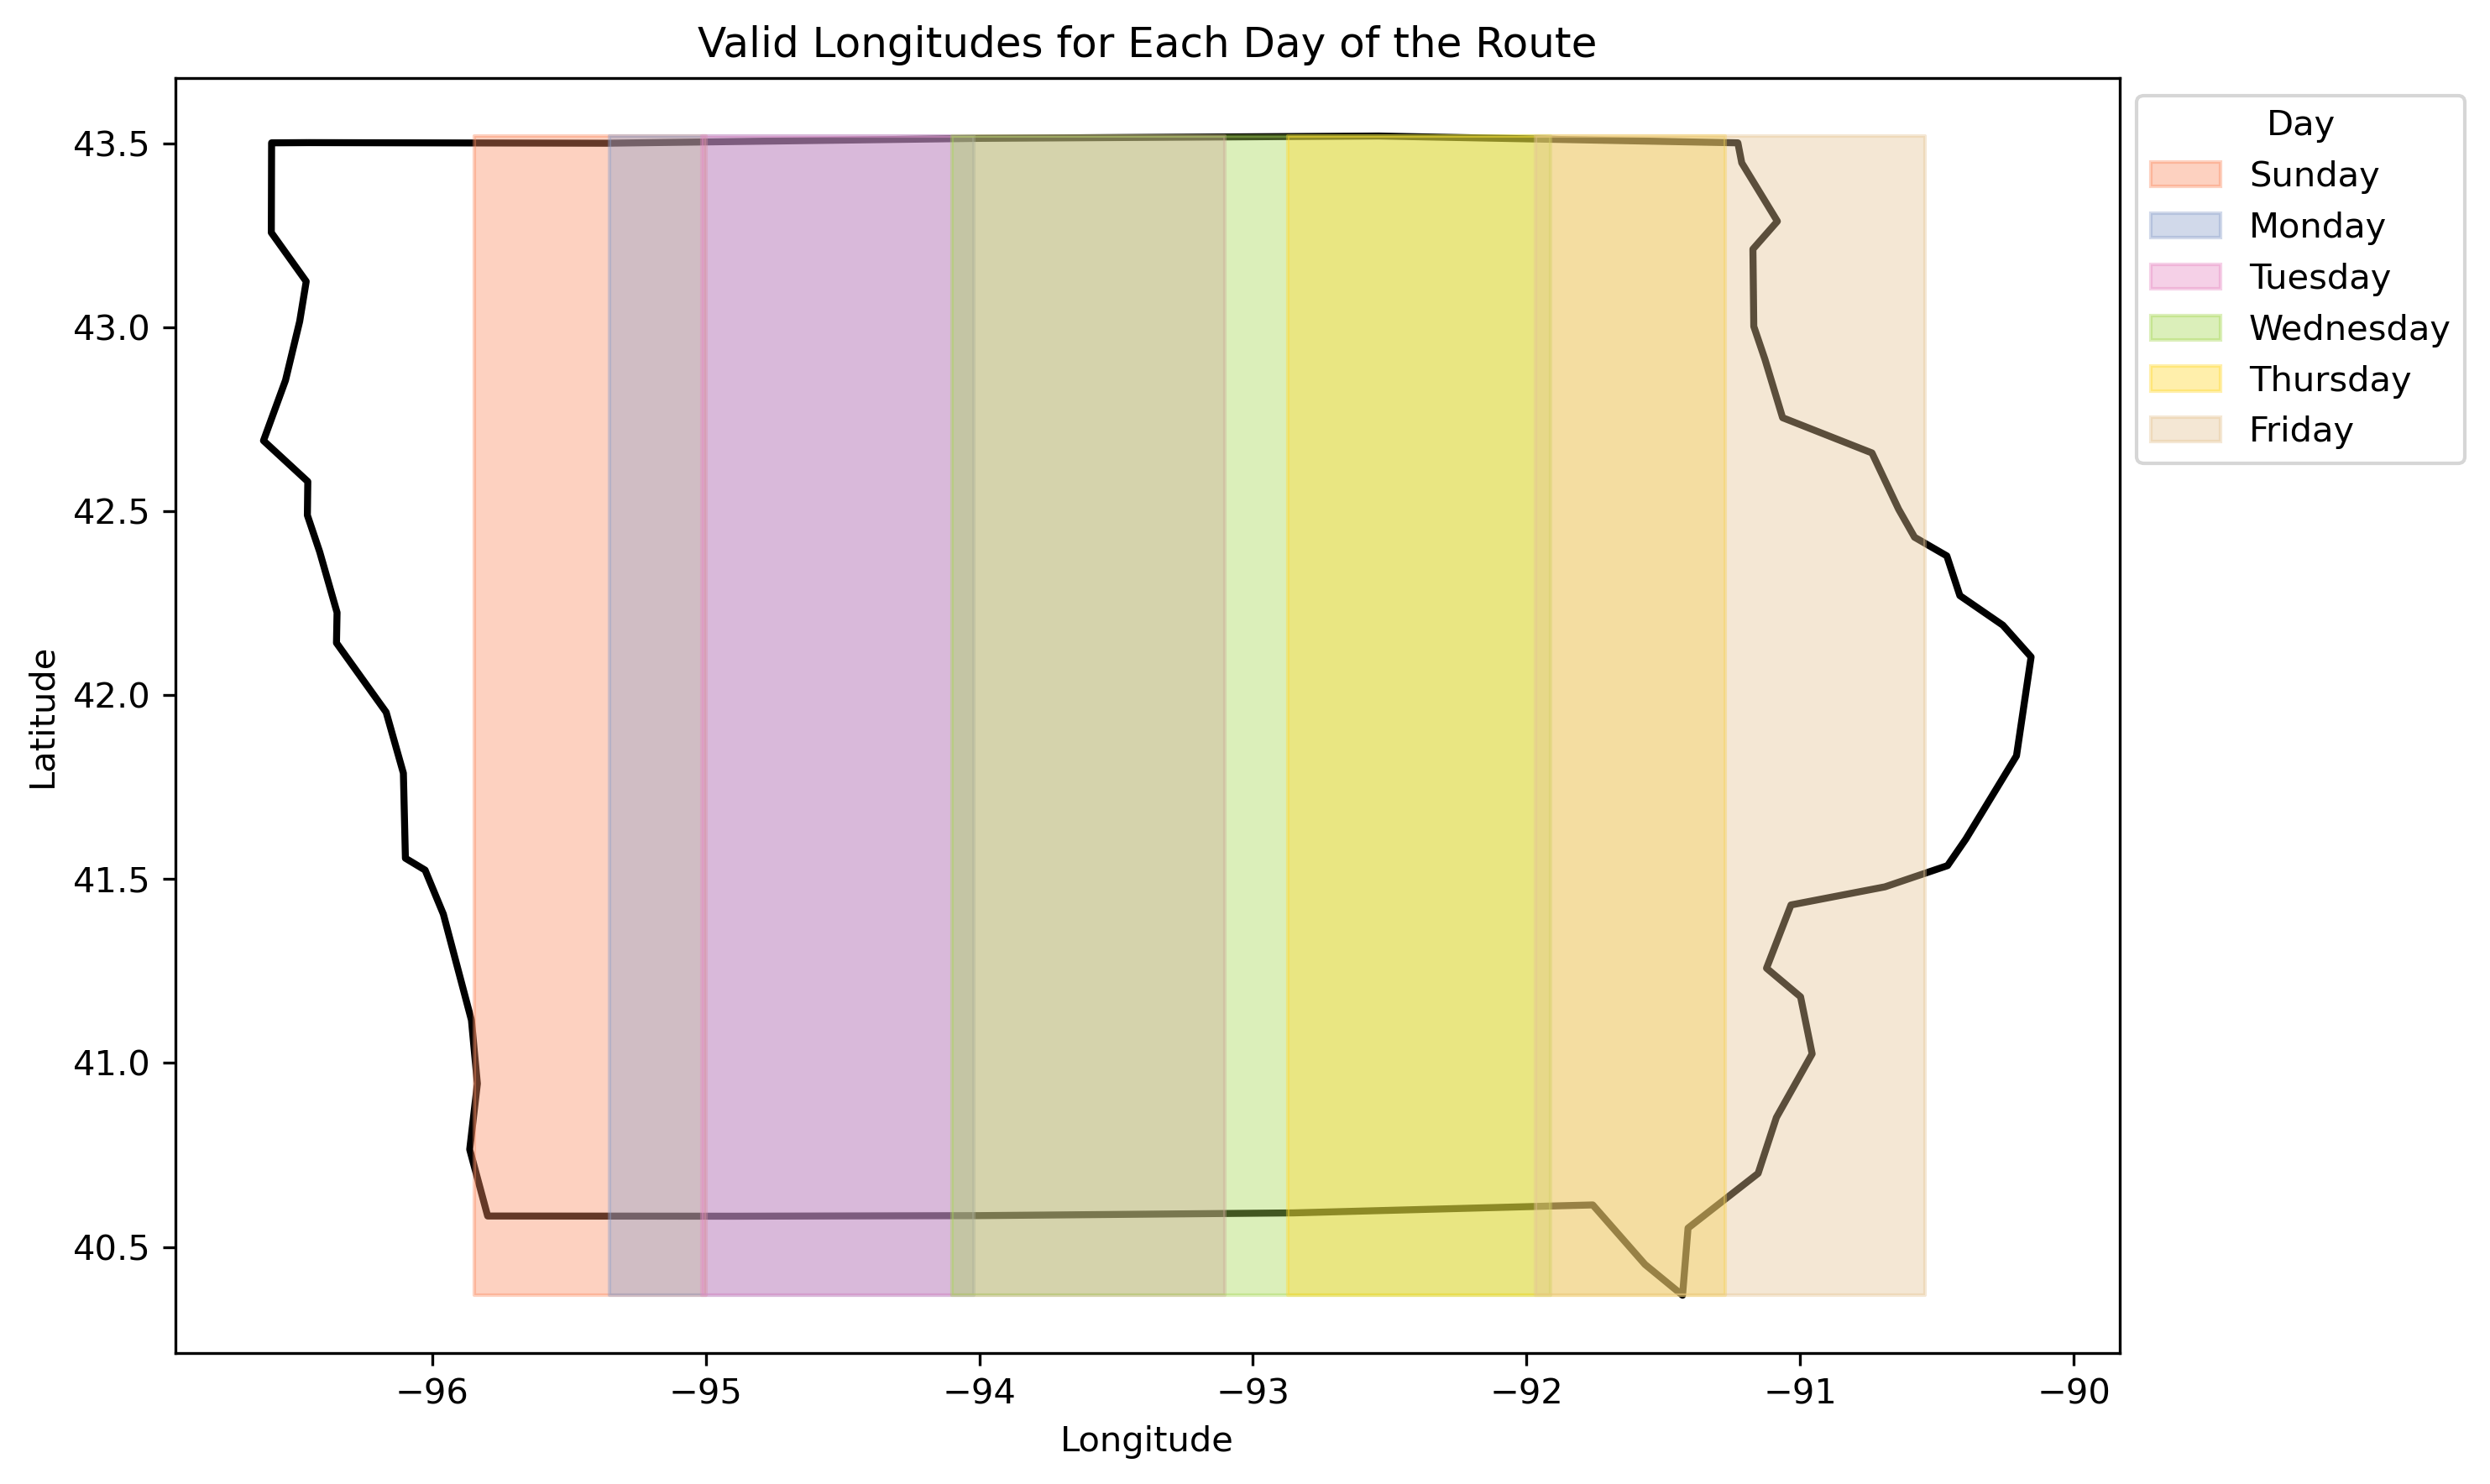 Valid Longitudes for Each Day of the Route
Day
Sunday
Monday
Tuesday
Wednesday
Thursday
Friday
43.5
43.0
42.5
42.0
41.5
41.0
40.5
Latitude
−96 −95 −94 −93 −92 −91 −90
Longitude